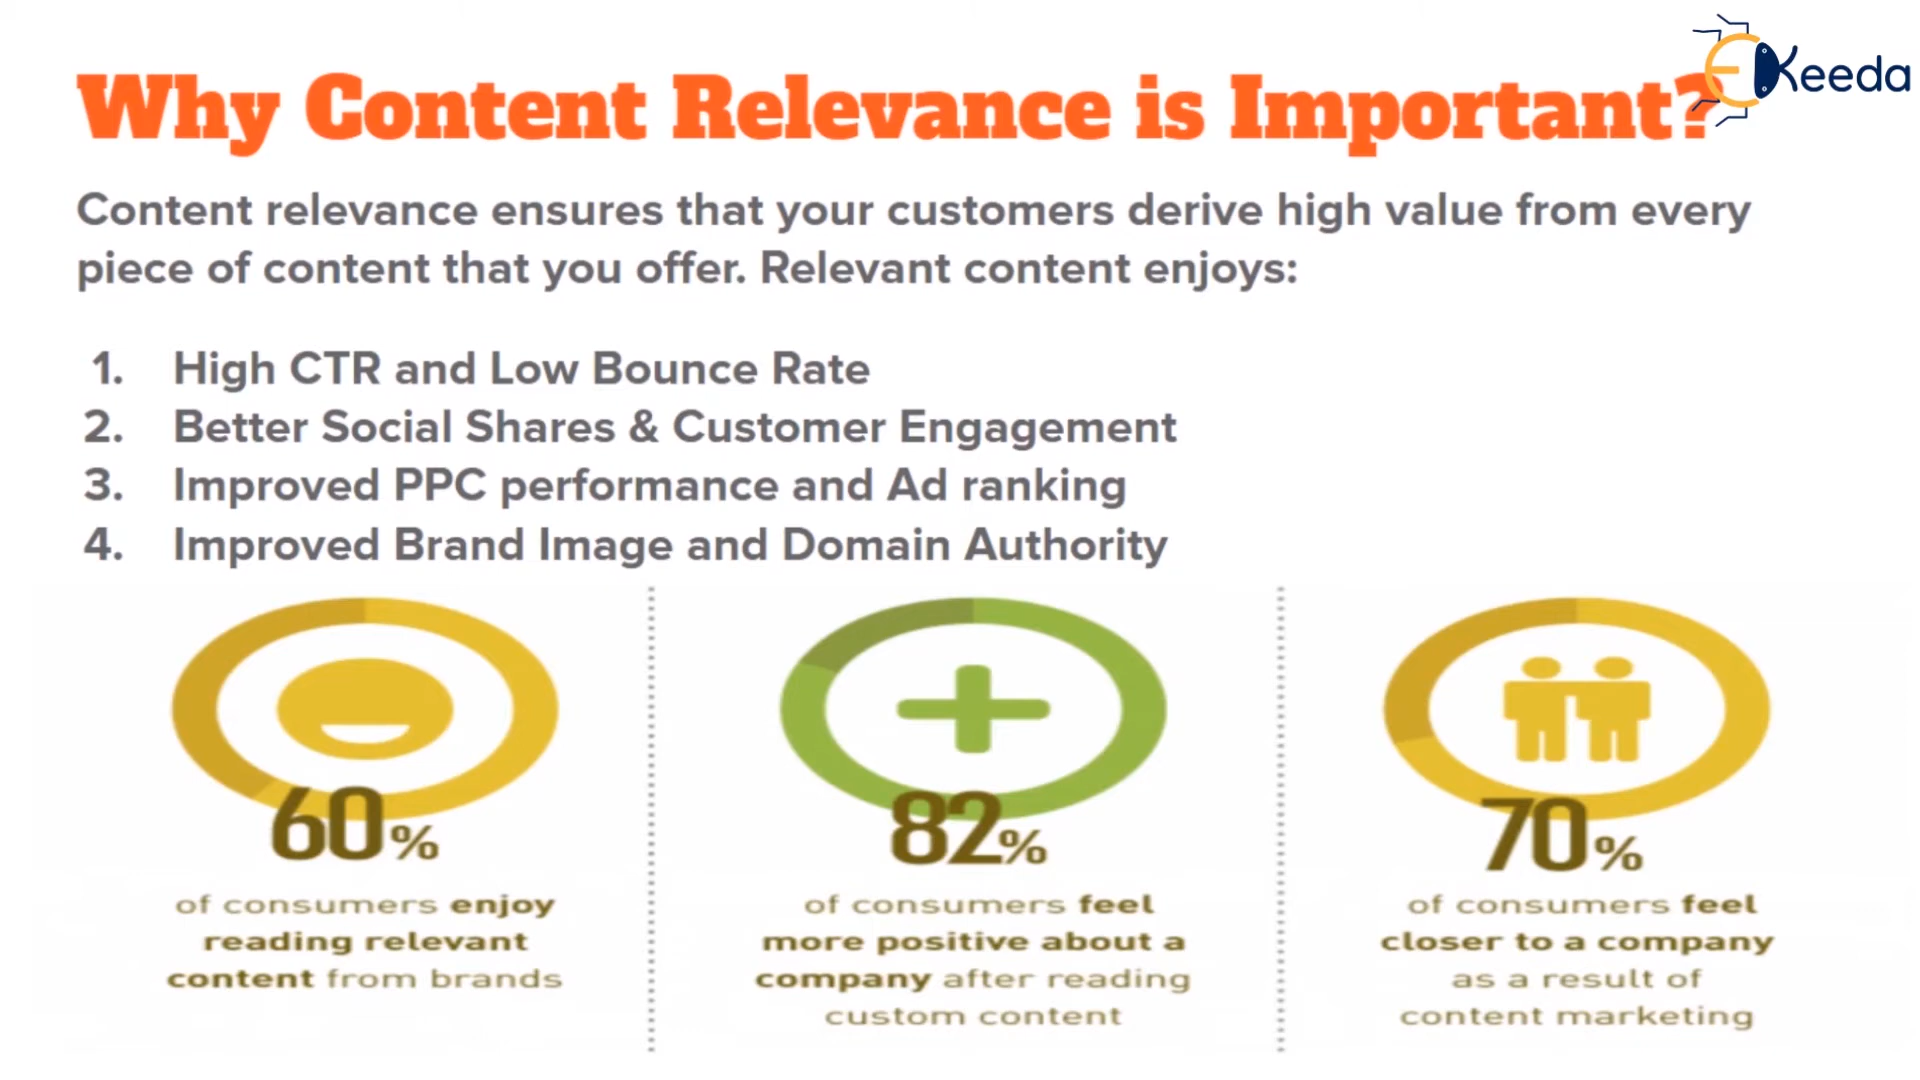 Why Content Relevance is Important?
EKeeda
Content relevance ensures that your customers derive high value from every
piece of content that you offer. Relevant content enjoys:
1. High CTR and Low Bounce Rate
2. Better Social Shares & Customer Engagement
3. Improved PPC performance and Ad ranking
4. Improved Brand Image and Domain Authority
60%
of consumers enjoy
reading relevant
content from brands
82%
of consumers feel
more positive about a
company after reading
custom content
70%
of consumers feel
closer to a company
as a result of
content marketing